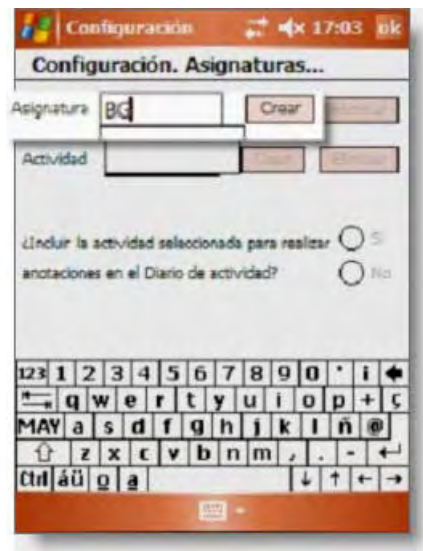 Configuración 17:03 ok
Configuración. Asignaturas...
Asignatura BG Crear Eliminar
Actividad Crear Eliminar
¿Incluir la actividad seleccionada para realizar Sí
anotaciones en el Diario de actividad? No
123 1 2 3 4 5 6 7 8 9 0 ' ¡
q w e r t y u i o p + ç
MAY a s d f g h j k l ñ @
z x c v b n m , . -
Ctrl áü º ª